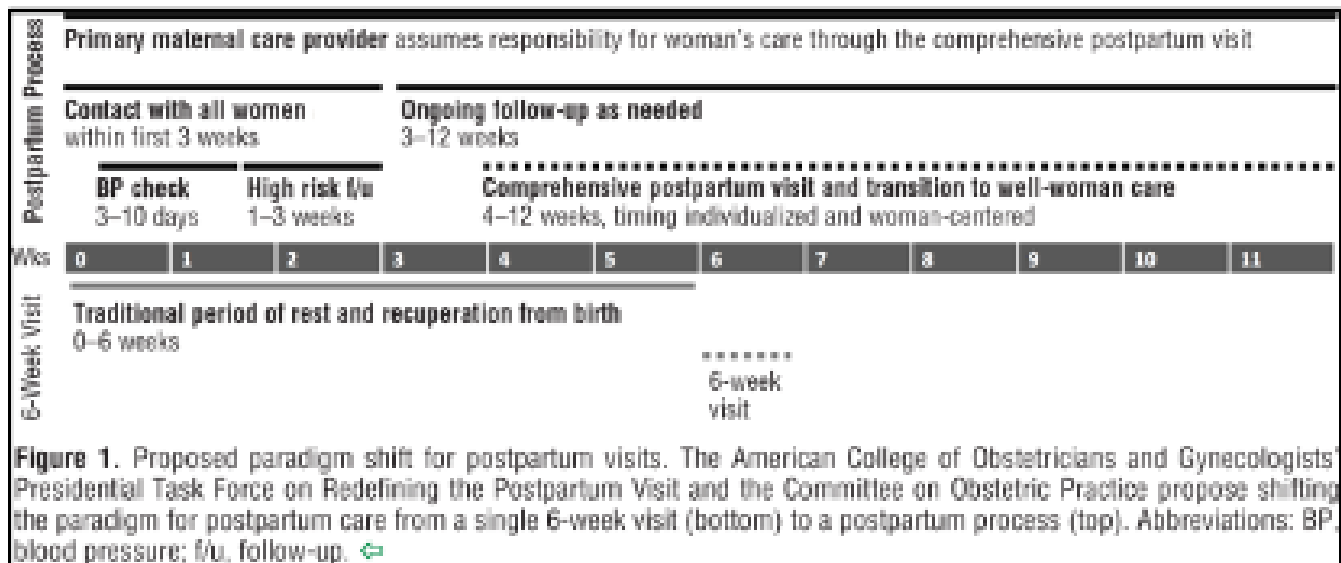 Postpartum Process
Primary maternal care provider assumes responsibility for woman's care through the comprehensive postpartum visit
Contact with all women
within first 3 weeks
Ongoing follow-up as needed
3–12 weeks
BP check
3–10 days
High risk f/u
1–3 weeks
Comprehensive postpartum visit and transition to well-woman care
4–12 weeks, timing individualized and woman-centered
Wks 0 1 2 3 4 5 6 7 8 9 10 11
6-Week Visit
Traditional period of rest and recuperation from birth
0–6 weeks
6-week
visit
Figure 1. Proposed paradigm shift for postpartum visits. The American College of Obstetricians and Gynecologists'
Presidential Task Force on Redefining the Postpartum Visit and the Committee on Obstetric Practice propose shifting
the paradigm for postpartum care from a single 6-week visit (bottom) to a postpartum process (top). Abbreviations: BP,
blood pressure; f/u, follow-up. ⇦